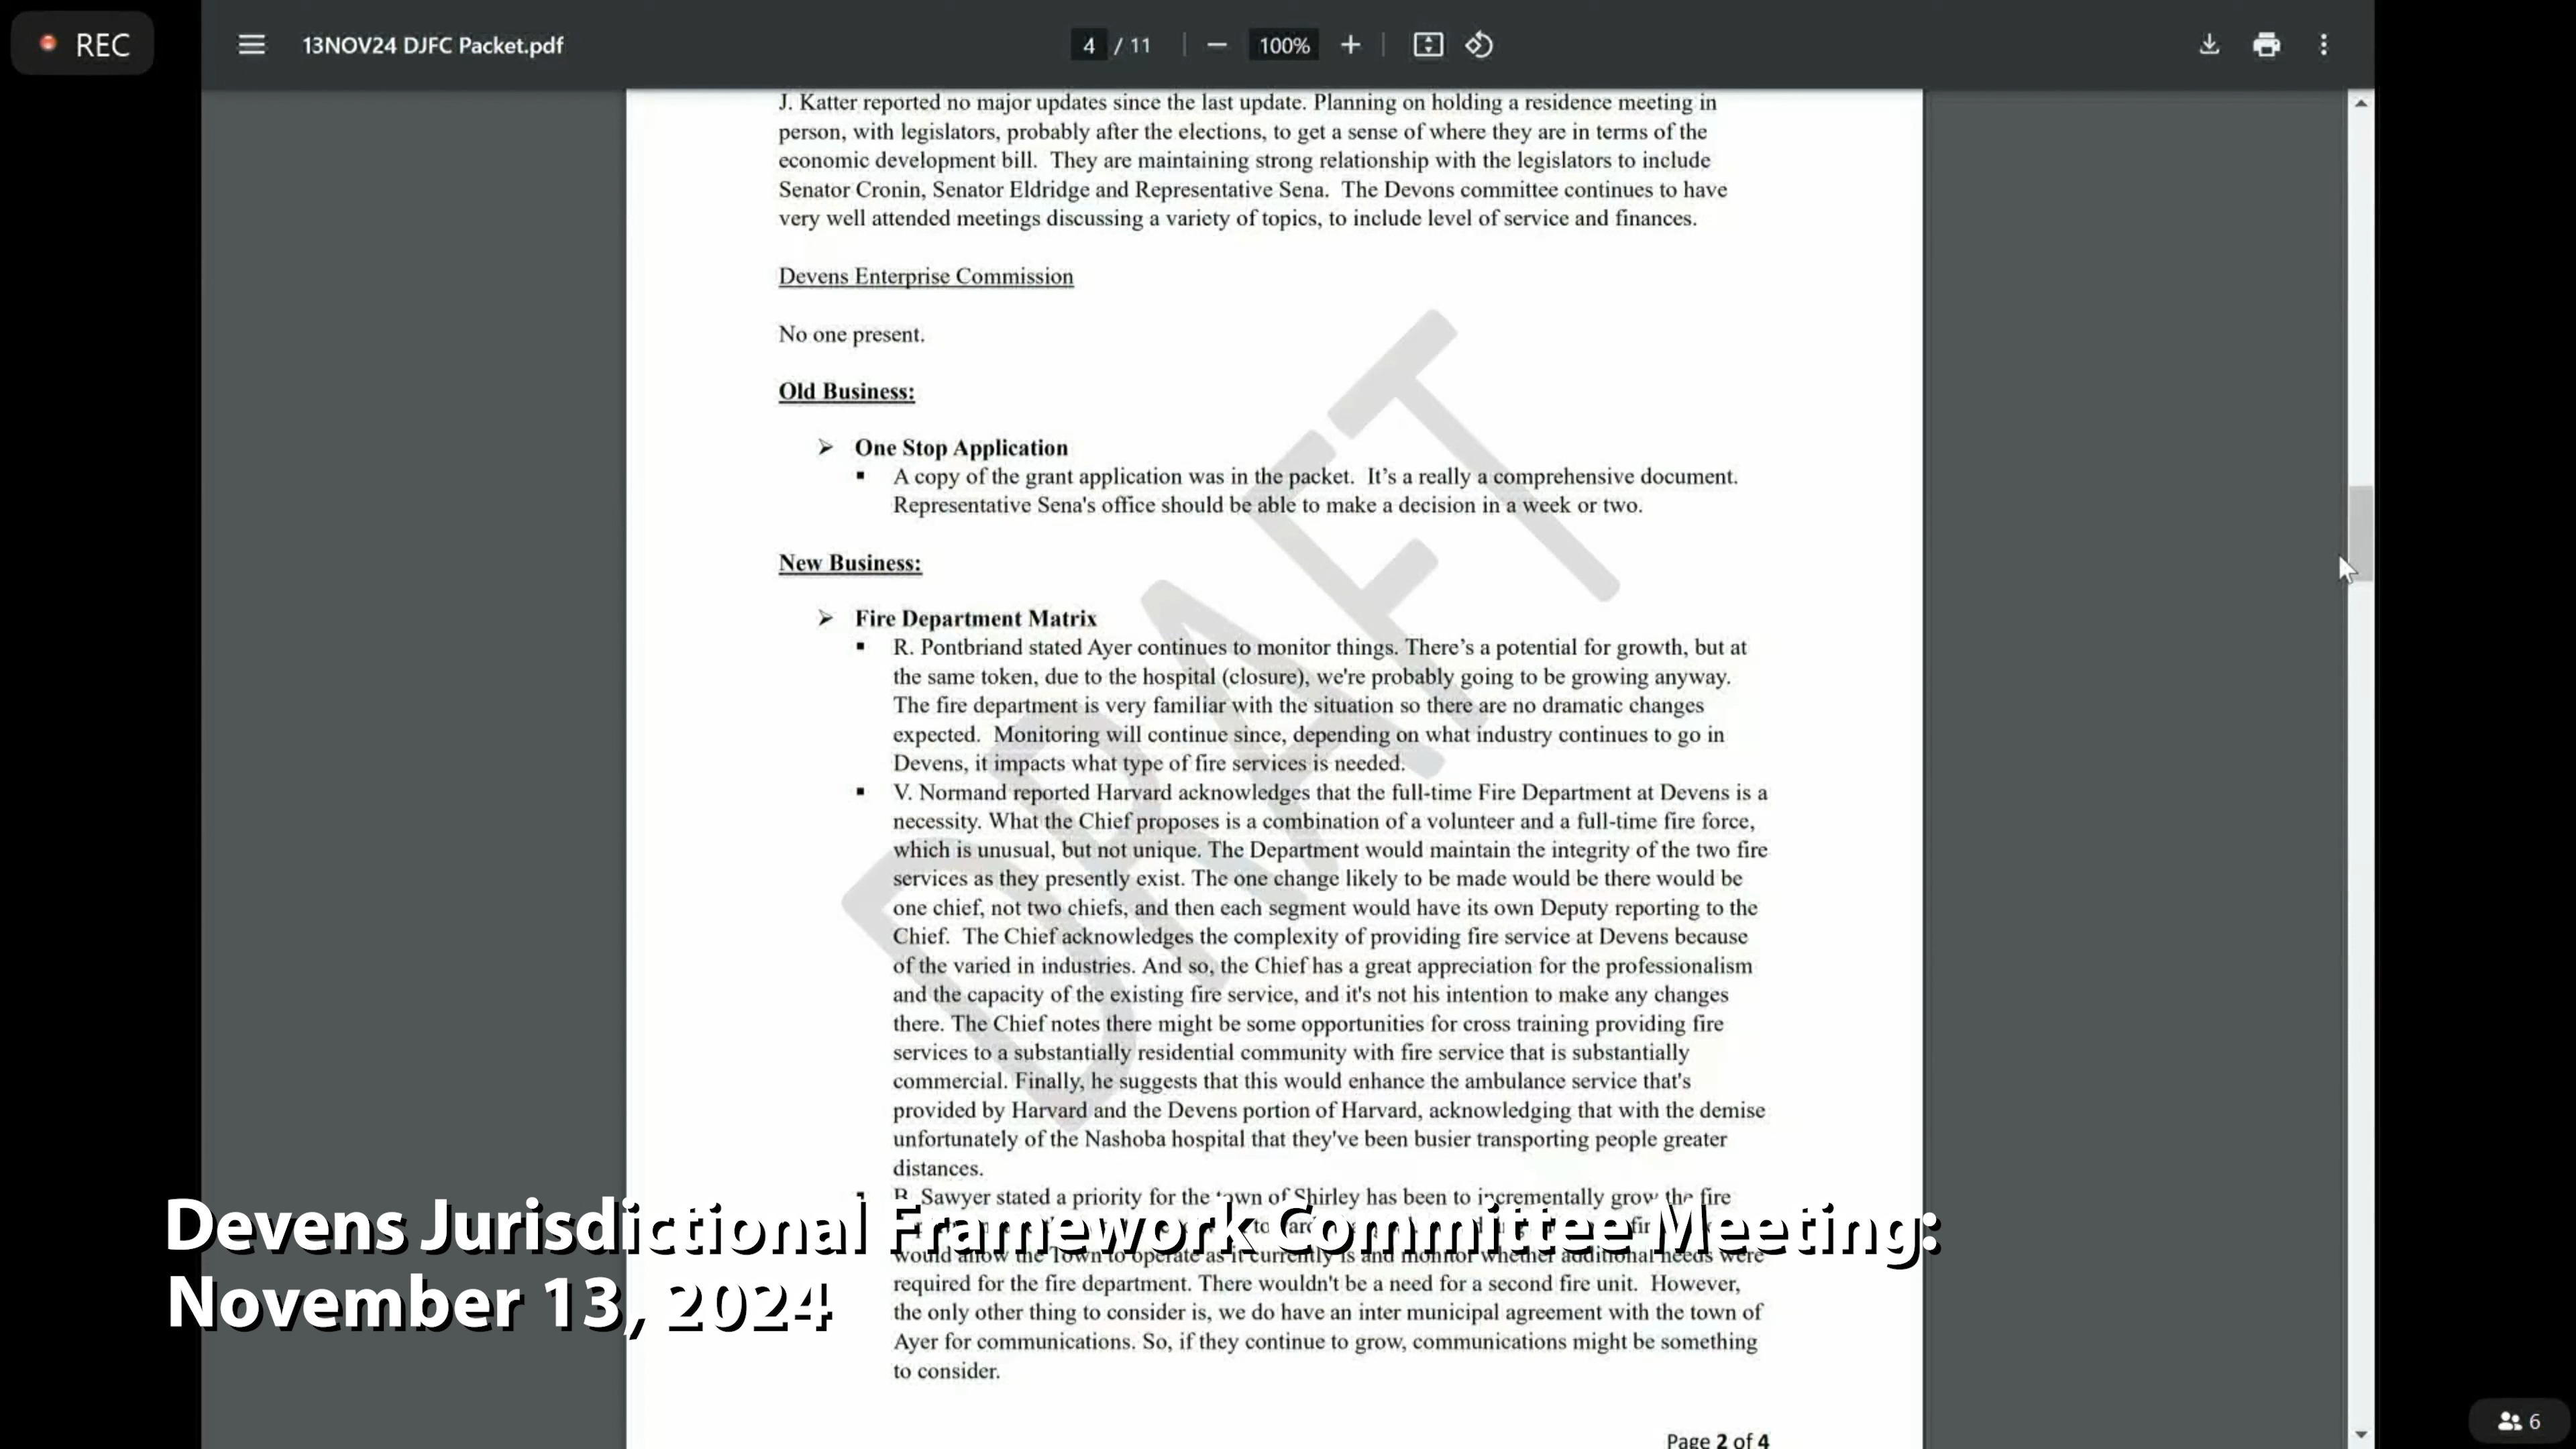 REC
13NOV24 DJFC Packet.pdf
4 / 11
100%
J. Katter reported no major updates since the last update. Planning on holding a residence meeting in
person, with legislators, probably after the elections, to get a sense of where they are in terms of the
economic development bill. They are maintaining strong relationship with the legislators to include
Senator Cronin, Senator Eldridge and Representative Sena. The Devons committee continues to have
very well attended meetings discussing a variety of topics, to include level of service and finances.
Devens Enterprise Commission
No one present.
Old Business:
➢ One Stop Application
▪ A copy of the grant application was in the packet. It’s a really a comprehensive document.
Representative Sena's office should be able to make a decision in a week or two.
New Business:
➢ Fire Department Matrix
▪ R. Pontbriand stated Ayer continues to monitor things. There’s a potential for growth, but at
the same token, due to the hospital (closure), we're probably going to be growing anyway.
The fire department is very familiar with the situation so there are no dramatic changes
expected. Monitoring will continue since, depending on what industry continues to go in
Devens, it impacts what type of fire services is needed.
▪ V. Normand reported Harvard acknowledges that the full-time Fire Department at Devens is a
necessity. What the Chief proposes is a combination of a volunteer and a full-time fire force,
which is unusual, but not unique. The Department would maintain the integrity of the two fire
services as they presently exist. The one change likely to be made would be there would be
one chief, not two chiefs, and then each segment would have its own Deputy reporting to the
Chief. The Chief acknowledges the complexity of providing fire service at Devens because
of the varied in industries. And so, the Chief has a great appreciation for the professionalism
and the capacity of the existing fire service, and it's not his intention to make any changes
there. The Chief notes there might be some opportunities for cross training providing fire
services to a substantially residential community with fire service that is substantially
commercial. Finally, he suggests that this would enhance the ambulance service that's
provided by Harvard and the Devens portion of Harvard, acknowledging that with the demise
unfortunately of the Nashoba hospital that they've been busier transporting people greater
distances.
Sawyer stated a priority for the town of Shirley has been to incrementally grow the fire
would allow the Town to operate as it currently is and monitor whether additional needs were
required for the fire department. There wouldn't be a need for a second fire unit. However,
the only other thing to consider is, we do have an inter municipal agreement with the town of
Ayer for communications. So, if they continue to grow, communications might be something
to consider.
Page 2 of 4
DRAFT
Devens Jurisdictional Framework Committee Meeting:
November 13, 2024
6